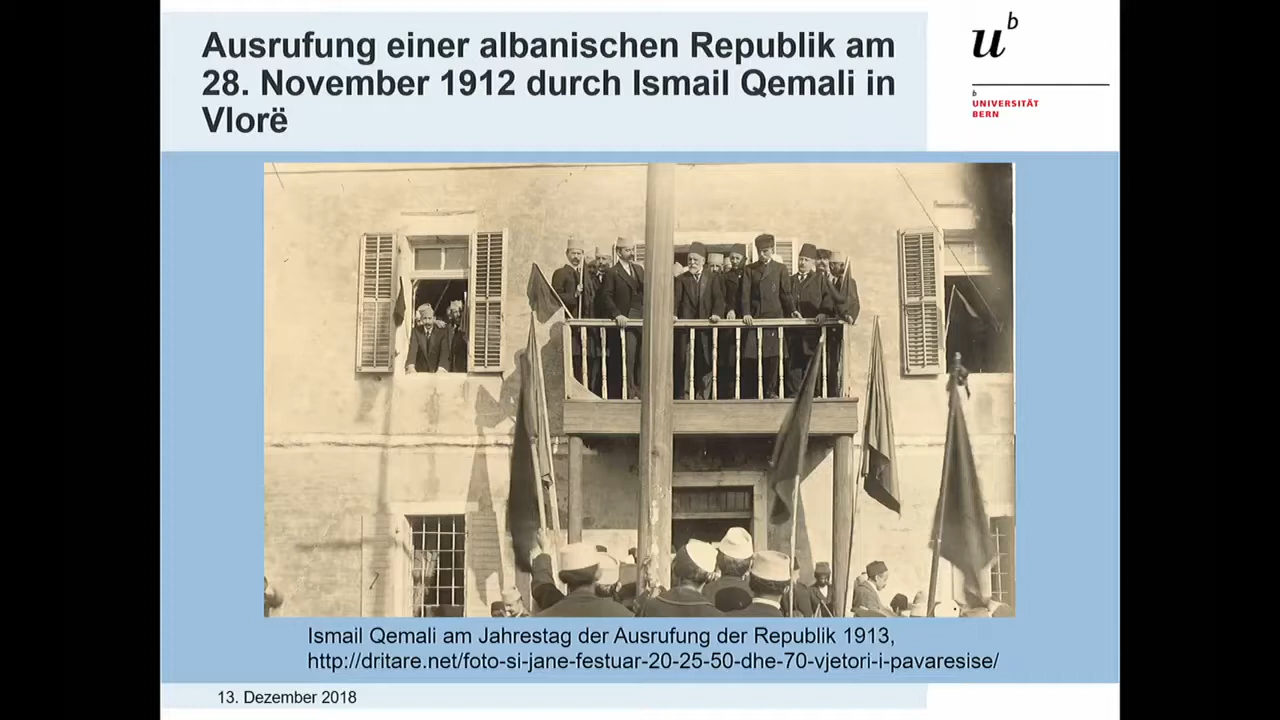 Ausrufung einer albanischen Republik am
28. November 1912 durch Ismail Qemali in
Vlorë
u
b
b
UNIVERSITÄT
BERN
Ismail Qemali am Jahrestag der Ausrufung der Republik 1913,
http://dritare.net/foto-si-jane-festuar-20-25-50-dhe-70-vjetori-i-pavaresise/
13. Dezember 2018